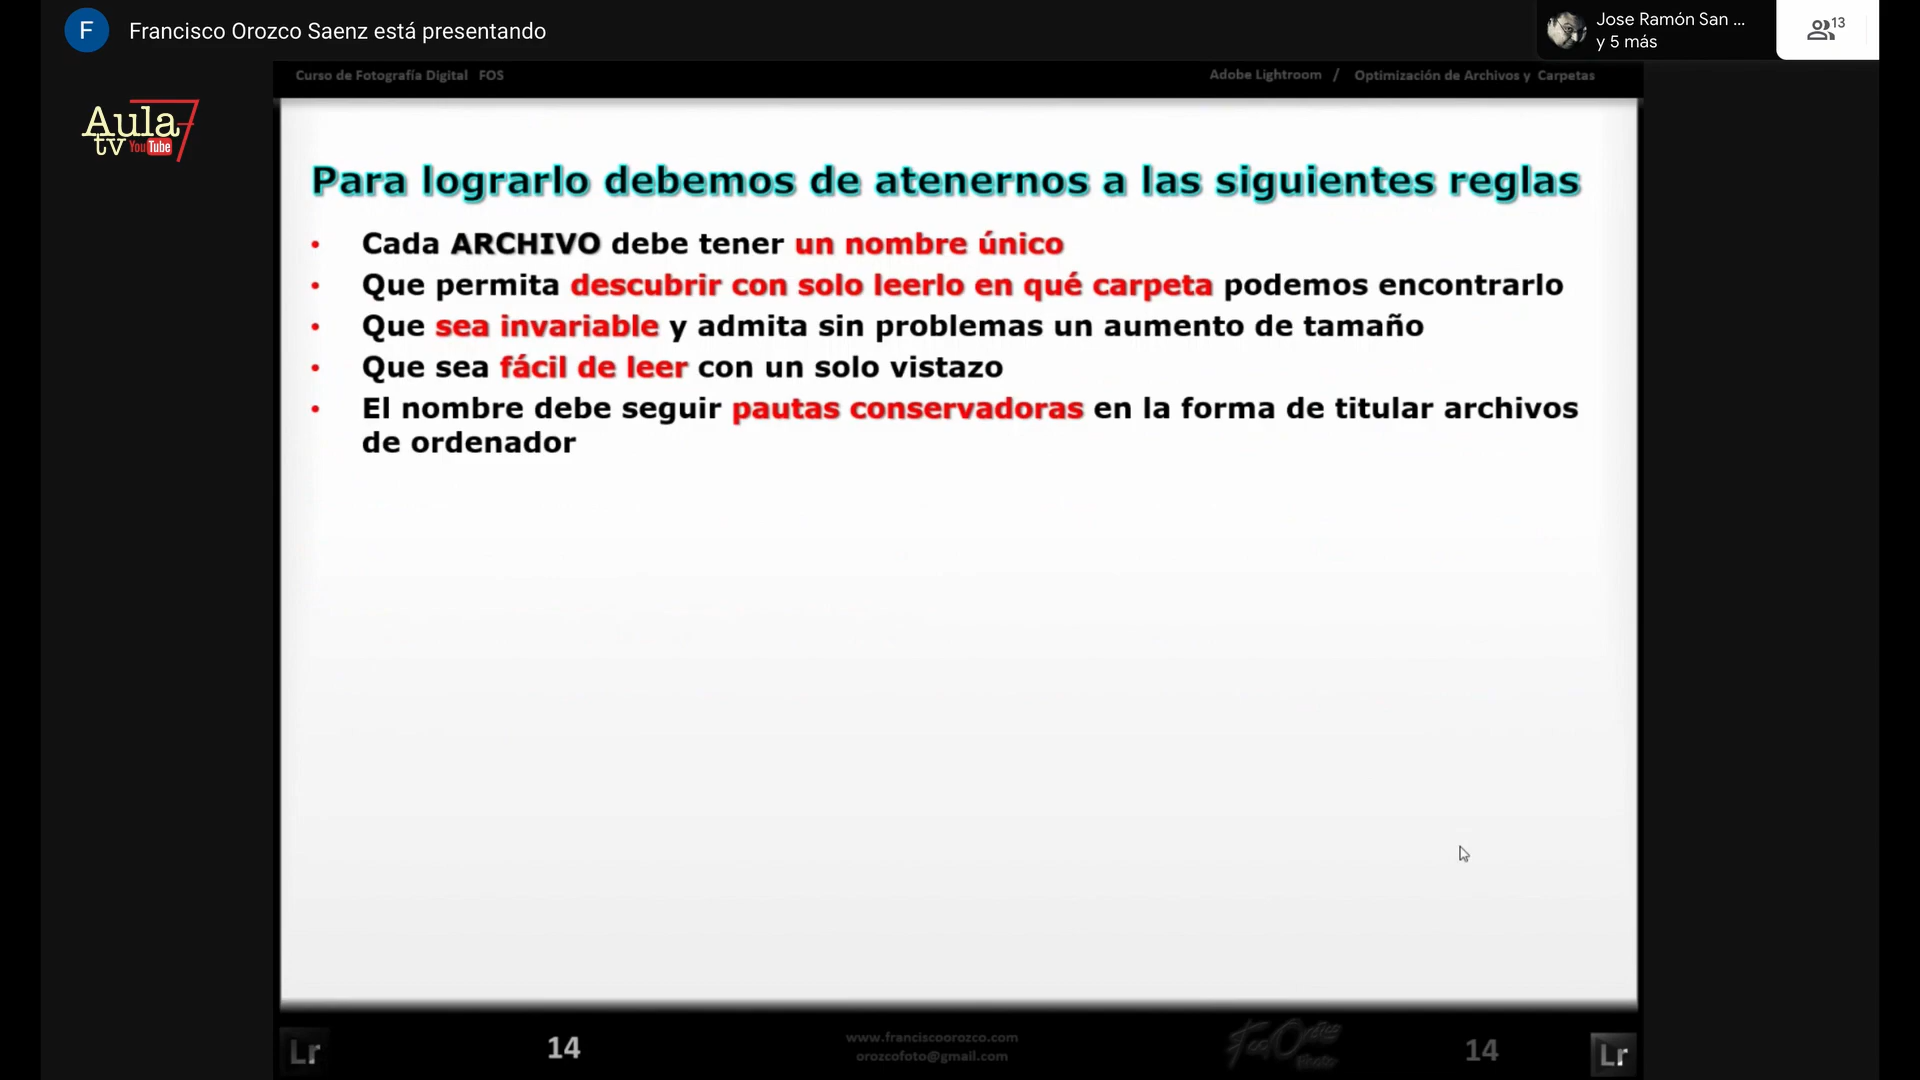 F
Francisco Orozco Saenz está presentando
Jose Ramón San ...
y 5 más
13
Curso de Fotografía Digital FOS
Adobe Lightroom / Optimización de Archivos y Carpetas
Aula 7
tv YouTube
Para lograrlo debemos de atenernos a las siguientes reglas
• Cada ARCHIVO debe tener un nombre único
• Que permita descubrir con solo leerlo en qué carpeta podemos encontrarlo
• Que sea invariable y admita sin problemas un aumento de tamaño
• Que sea fácil de leer con un solo vistazo
• El nombre debe seguir pautas conservadoras en la forma de titular archivos
de ordenador
Lr
14
www.franciscoorozco.com
orozcofoto@gmail.com
14
Lr